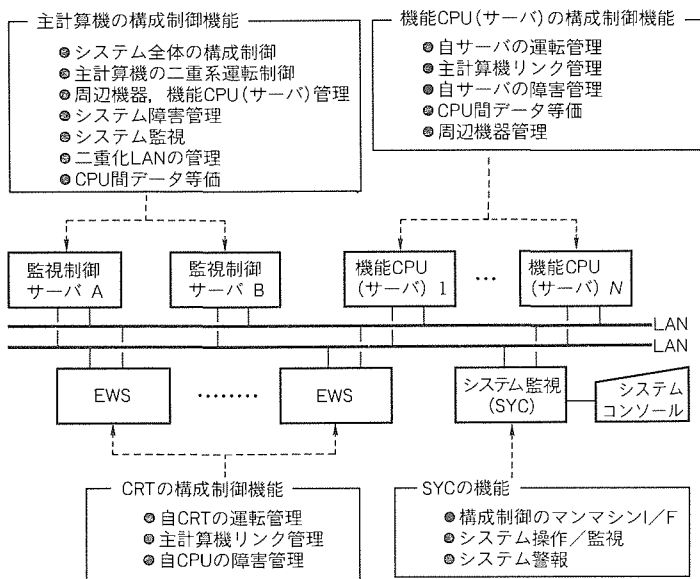 主計算機の構成制御機能
●システム全体の構成制御
●主計算機の二重系運転制御
●周辺機器，機能CPU（サーバ）管理
●システム障害管理
●システム監視
●二重化LANの管理
●CPU間データ等価
機能CPU（サーバ）の構成制御機能
●自サーバの運転管理
●主計算機リンク管理
●自サーバの障害管理
●CPU間データ等価
●周辺機器管理
監視制御
サーバ A
監視制御
サーバ B
機能CPU
（サーバ） 1
…
機能CPU
（サーバ） N
LAN
LAN
EWS
………
EWS
システム監視
(SYC)
システム
コンソール
CRTの構成制御機能
●自CRTの運転管理
●主計算機リンク管理
●自CPUの障害管理
SYCの機能
●構成制御のマンマシンI／F
●システム操作／監視
●システム警報